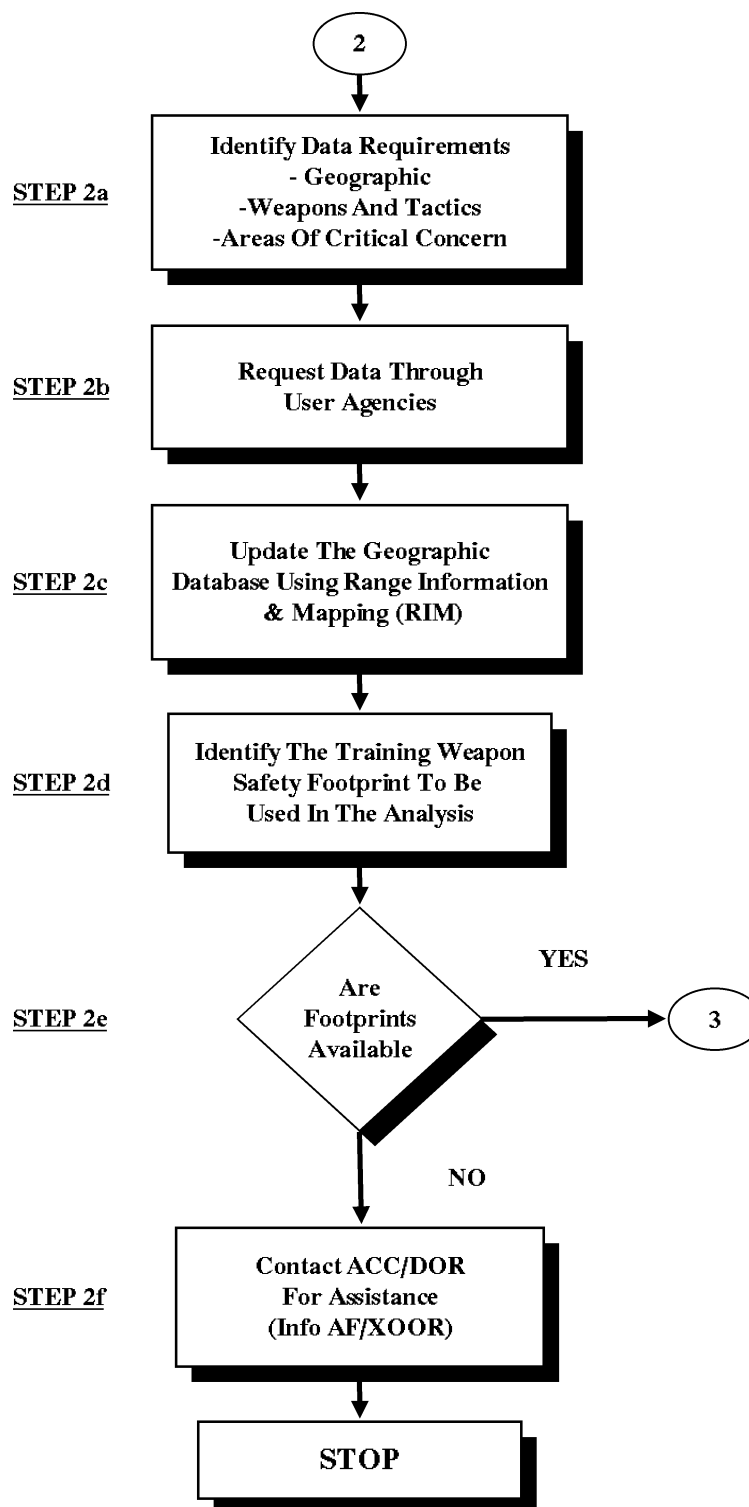 2
STEP 2a
Identify Data Requirements
- Geographic
-Weapons And Tactics
-Areas Of Critical Concern
STEP 2b
Request Data Through
User Agencies
STEP 2c
Update The Geographic
Database Using Range Information
& Mapping (RIM)
STEP 2d
Identify The Training Weapon
Safety Footprint To Be
Used In The Analysis
STEP 2e
Are
Footprints
Available
YES
3
NO
STEP 2f
Contact ACC/DOR
For Assistance
(Info AF/XOOR)
STOP